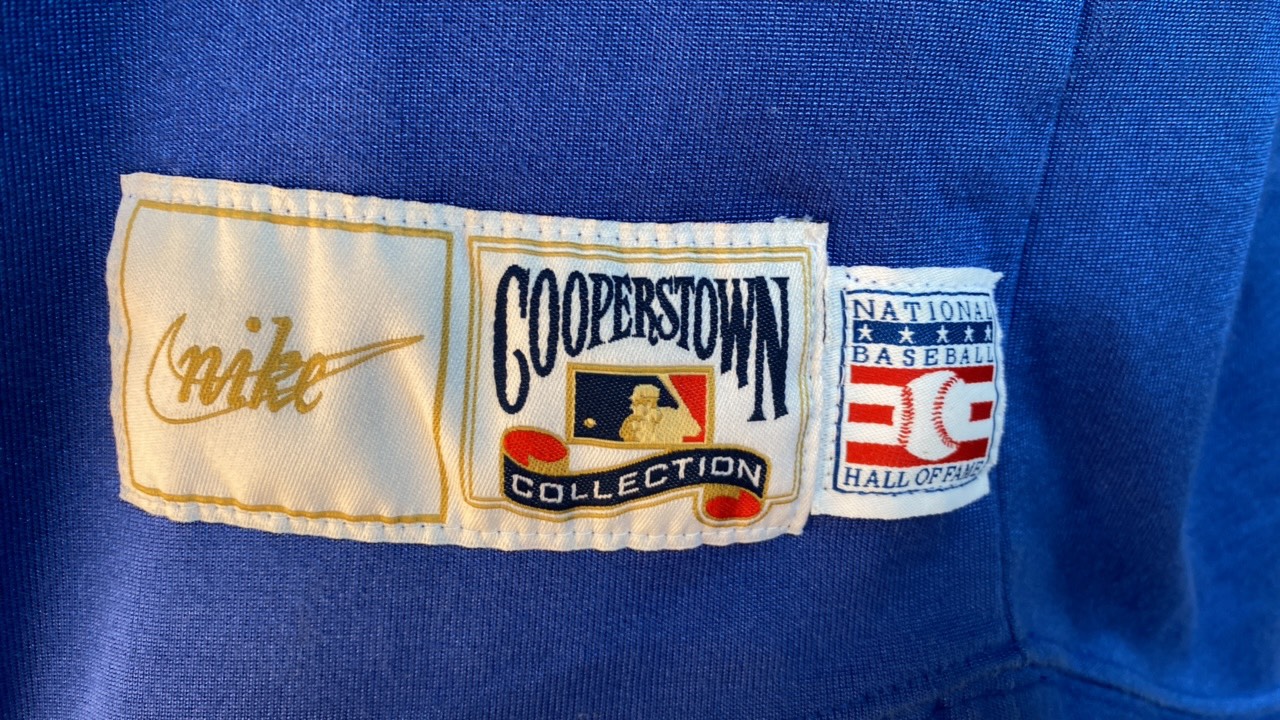 nike
COOPERSTOWN
COLLECTION
NATIONAL
BASEBALL
HALL OF FAME